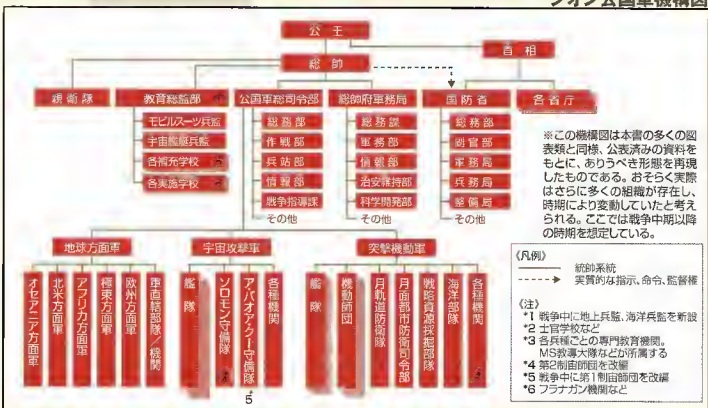 ジオン公国軍機構図
公王
首相
総帥
親衛隊
教育総監部
公国軍総司令部
総帥府軍務局
国防省
各省庁
モビルスーツ兵監
宇宙艦艇兵監
各補充学校
各実施学校
総務部
作戦部
兵站部
情報部
戦争指導課
その他
総務課
軍務部
情報部
治安維持部
科学開発部
その他
総務部
副官部
軍務局
兵務局
整備局
その他
※この機構図は本書の多くの図
表類と同様、公表済みの資料を
もとに、ありうべき形態を再現
したものである。おそらく実際
はさらに多くの組織が存在し、
時期により変動していたと考え
られる。ここでは戦争中期以降
の時期を想定している。
地球方面軍
宇宙攻撃軍
突撃機動軍
オセアニア方面軍
北米方面軍
アフリカ方面軍
極東方面軍
欧州方面軍
軍直轄部隊/機関
艦隊
ソロモン守備隊
ア・バオア・クー守備隊
*5
各種機関
艦隊
機動師団
月軌道防衛隊
月面都市防衛司令部
戦略資源採掘部隊
海洋部隊
各種機関
《凡例》
統帥系統
実質的な指示、命令、監督権
《注》
*1 戦争中に地上兵監、海洋兵監を新設
*2 士官学校など
*3 各兵種ごとの専門教育機関。
MS教導大隊などが所属する
*4 第2制宙師団を改編
*5 戦争中に第1制宙師団を改編
*6 フラナガン機関など